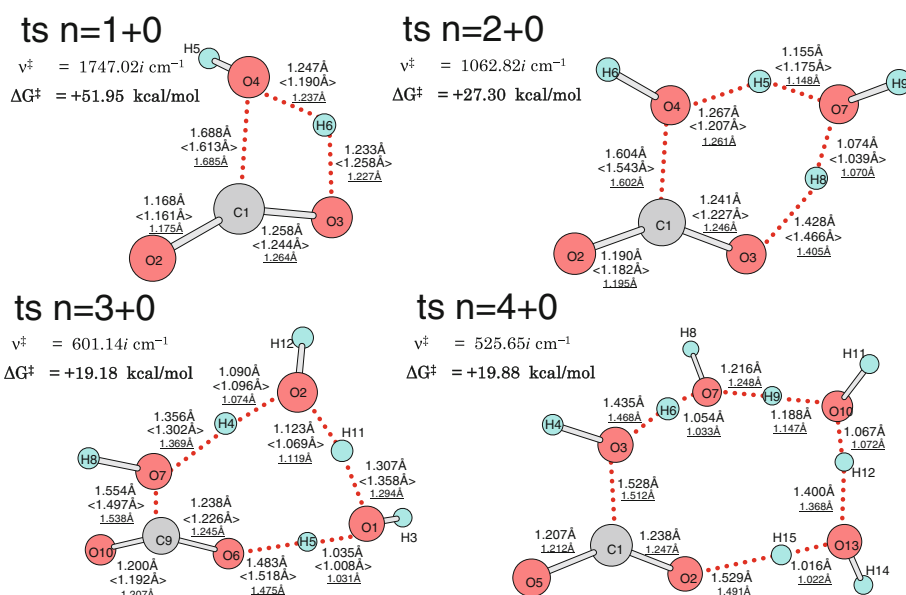 ts n=1+0
ν‡ = 1747.02i cm⁻¹
ΔG‡ = +51.95 kcal/mol
H5
O4
H6
C1
O2
O3
1.247Å
<1.190Å>
1.237Å
1.688Å
<1.613Å>
1.685Å
1.233Å
<1.258Å>
1.227Å
1.168Å
<1.161Å>
1.175Å
1.258Å
<1.244Å>
1.264Å
ts n=2+0
ν‡ = 1062.82i cm⁻¹
ΔG‡ = +27.30 kcal/mol
H6
O4
H5
O7
H9
H8
C1
O2
O3
1.155Å
<1.175Å>
1.148Å
1.267Å
<1.207Å>
1.261Å
1.074Å
<1.039Å>
1.070Å
1.604Å
<1.543Å>
1.602Å
1.241Å
<1.227Å>
1.246Å
1.428Å
<1.466Å>
1.405Å
1.190Å
<1.182Å>
1.195Å
ts n=3+0
ν‡ = 601.14i cm⁻¹
ΔG‡ = +19.18 kcal/mol
H12
O2
H4
H11
H8
O7
O1
H3
C9
O10
O6
H5
1.090Å
<1.096Å>
1.074Å
1.356Å
<1.302Å>
1.369Å
1.123Å
<1.069Å>
1.119Å
1.307Å
<1.358Å>
1.294Å
1.554Å
<1.497Å>
1.538Å
1.238Å
<1.226Å>
1.245Å
1.200Å
<1.192Å>
1.207Å
1.483Å
<1.518Å>
1.475Å
1.035Å
<1.008Å>
1.031Å
ts n=4+0
ν‡ = 525.65i cm⁻¹
ΔG‡ = +19.88 kcal/mol
H8
O7
H9
H11
O10
H6
H4
O3
H12
C1
O5
O2
H15
O13
H14
1.216Å
1.248Å
1.435Å
1.468Å
1.054Å
1.033Å
1.188Å
1.147Å
1.067Å
1.072Å
1.528Å
1.512Å
1.400Å
1.368Å
1.207Å
1.212Å
1.238Å
1.247Å
1.529Å
1.491Å
1.016Å
1.022Å